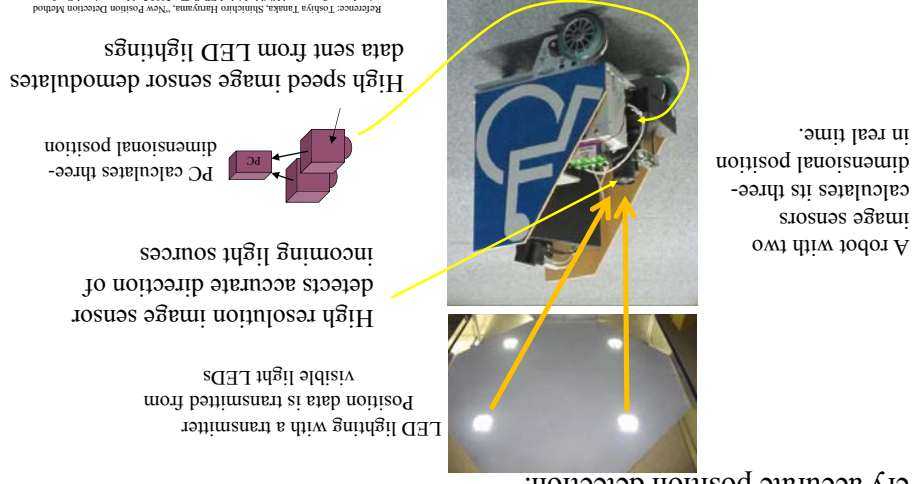 accurate position detection.
LED lighting with a transmitter
Position data is transmitted from
visible light LEDs
High resolution image sensor
detects accurate direction of
incoming light sources
A robot with two
image sensors
calculates its three-
dimensional position
in real time.
PC calculates three-
dimensional position
PC
High speed image sensor demodulates
data sent from LED lightings
Reference: Toshiya Tanaka, Shinichiro Haruyama, "New Position Detection Method